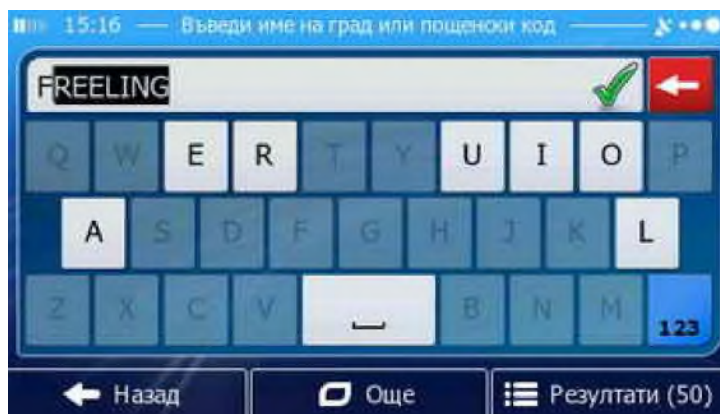 15:16 — Въведи име на град или пощенски код
FREELING
Q W E R T Y U I O P
A S D F G H J K L
Z X C V B N M 123
Назад Още Резултати (50)